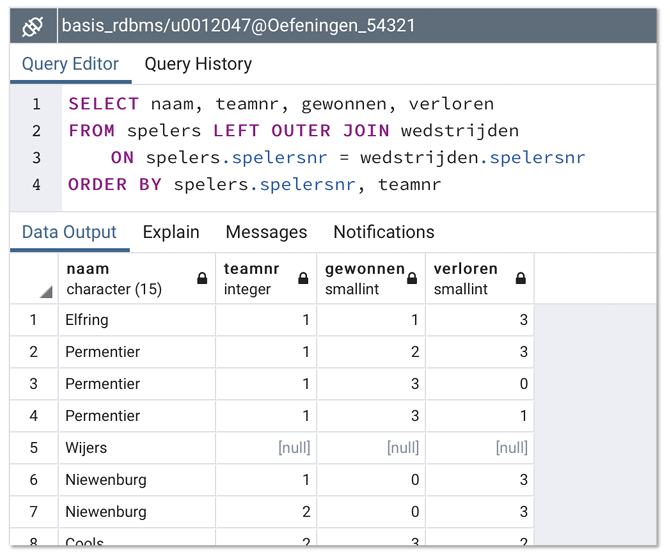 basis_rdbms/u0012047@Oefeningen_54321
Query Editor Query History
1 SELECT naam, teamnr, gewonnen, verloren
2 FROM spelers LEFT OUTER JOIN wedstrijden
3 ON spelers.spelersnr = wedstrijden.spelersnr
4 ORDER BY spelers.spelersnr, teamnr
Data Output Explain Messages Notifications
naam teamnr gewonnen verloren
character (15) integer smallint smallint
1 Elfring 1 1 3
2 Permentier 1 2 3
3 Permentier 1 3 0
4 Permentier 1 3 1
5 Wijers [null] [null] [null]
6 Niewenburg 1 0 3
7 Niewenburg 2 0 3
8 Cools 2 3 2